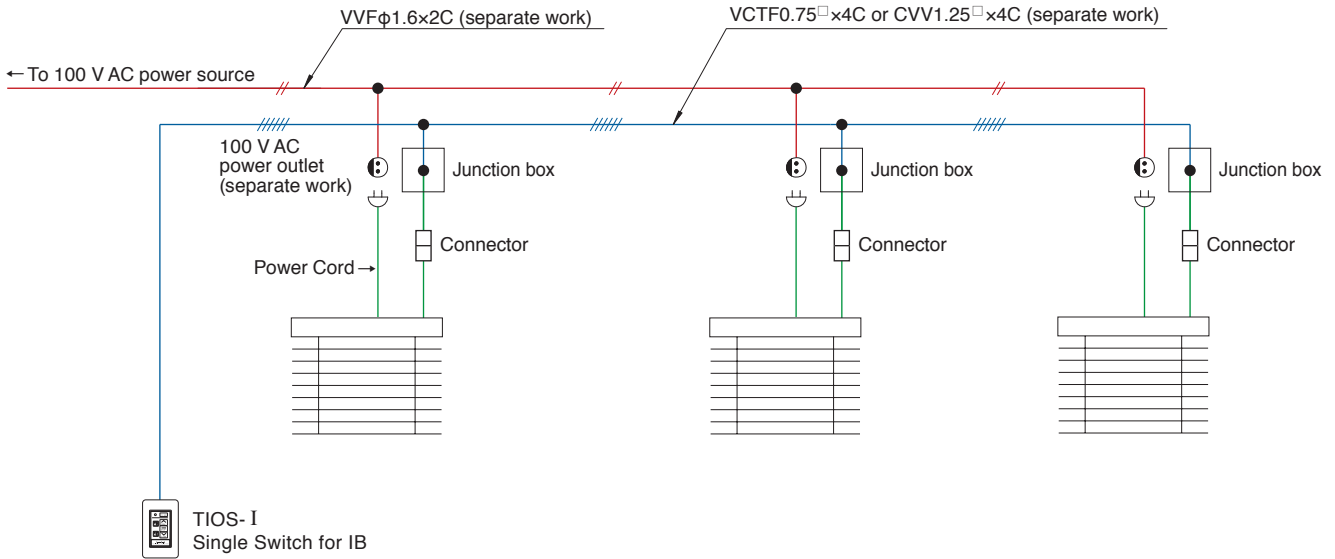 VVFφ1.6×2C (separate work)
VCTF0.75□×4C or CVV1.25□×4C (separate work)
←To 100 V AC power source
100 V AC
power outlet
(separate work)
Junction box
Junction box
Junction box
Connector
Connector
Connector
Power Cord→
TIOS-I
Single Switch for IB